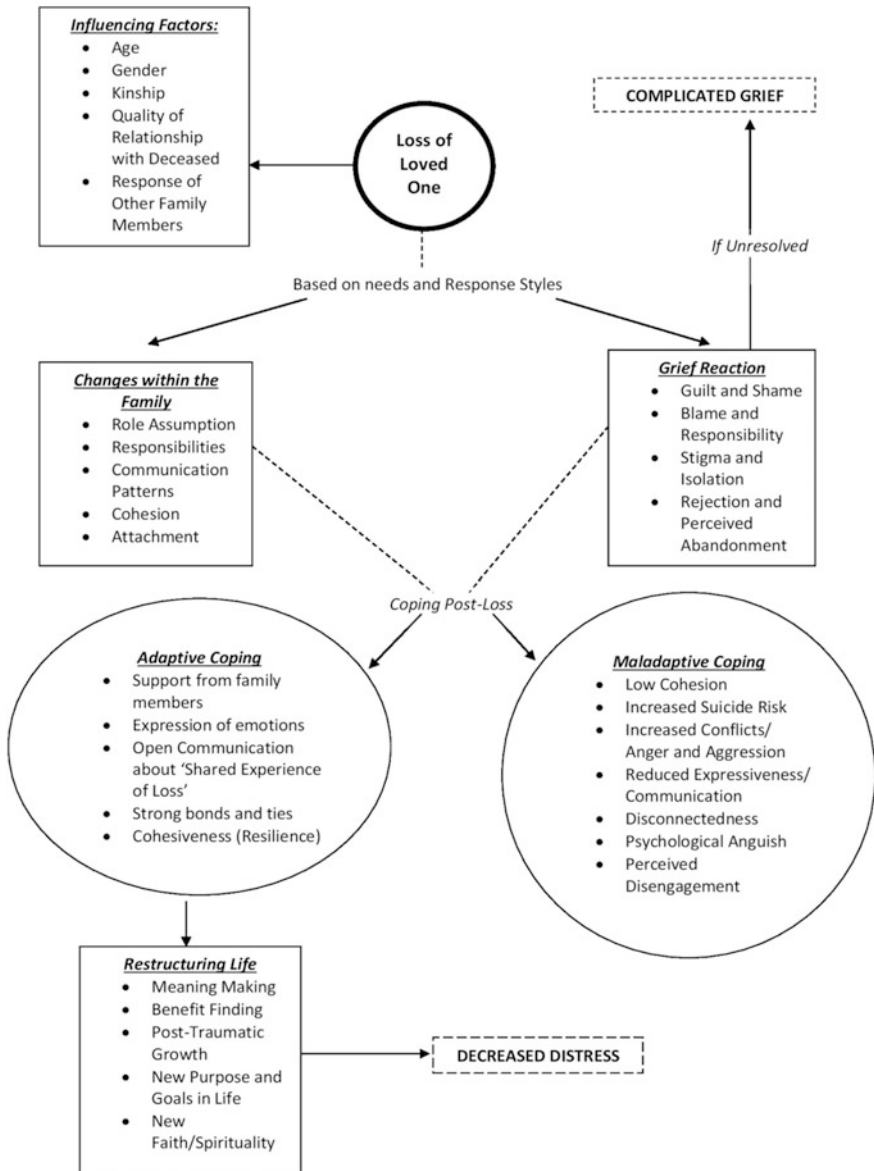 Influencing Factors:
• Age
• Gender
• Kinship
• Quality of
Relationship
with Deceased
• Response of
Other Family
Members
Loss of
Loved
One
COMPLICATED GRIEF
If Unresolved
Based on needs and Response Styles
Changes within the
Family
• Role Assumption
• Responsibilities
• Communication
Patterns
• Cohesion
• Attachment
Grief Reaction
• Guilt and Shame
• Blame and
Responsibility
• Stigma and
Isolation
• Rejection and
Perceived
Abandonment
Coping Post-Loss
Adaptive Coping
• Support from family
members
• Expression of emotions
• Open Communication
about ‘Shared Experience
of Loss’
• Strong bonds and ties
• Cohesiveness (Resilience)
Maladaptive Coping
• Low Cohesion
• Increased Suicide Risk
• Increased Conflicts/
Anger and Aggression
• Reduced Expressiveness/
Communication
• Disconnectedness
• Psychological Anguish
• Perceived
Disengagement
Restructuring Life
• Meaning Making
• Benefit Finding
• Post-Traumatic
Growth
• New Purpose and
Goals in Life
• New
Faith/Spirituality
DECREASED DISTRESS